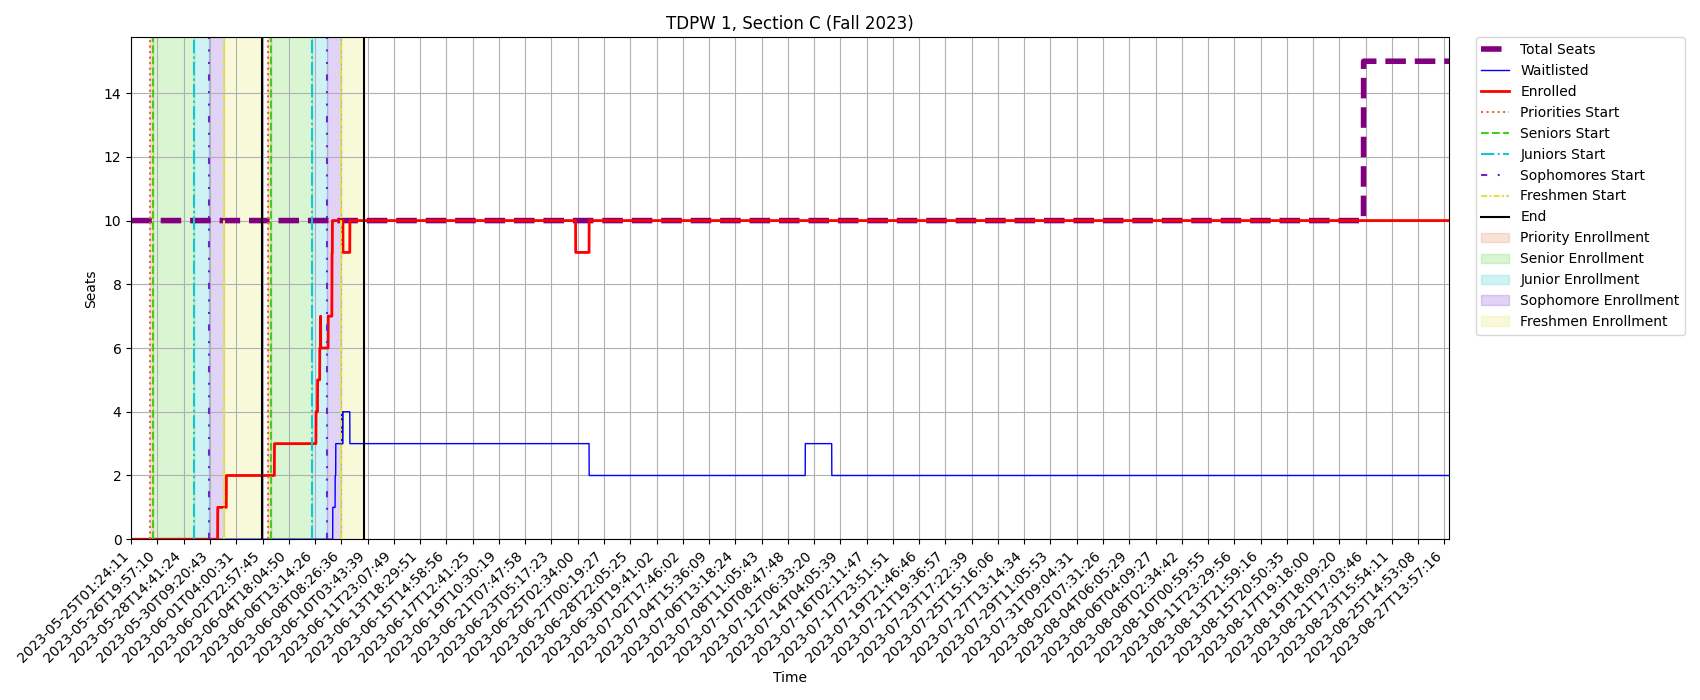 TDPW 1, Section C (Fall 2023)
Seats
14
12
10
8
6
4
2
0
2023-05-25T01:24:11
2023-05-26T19:57:10
2023-05-28T14:41:24
2023-05-30T09:20:43
2023-06-01T04:00:31
2023-06-02T22:57:45
2023-06-04T18:04:50
2023-06-06T13:14:26
2023-06-08T08:26:36
2023-06-10T03:43:39
2023-06-11T23:07:49
2023-06-13T18:29:51
2023-06-15T14:58:56
2023-06-17T12:41:25
2023-06-19T10:30:19
2023-06-21T07:47:58
2023-06-23T05:17:23
2023-06-25T02:34:00
2023-06-27T00:19:27
2023-06-28T22:05:25
2023-06-30T19:41:02
2023-07-02T17:46:02
2023-07-04T15:36:09
2023-07-06T13:18:24
2023-07-08T11:05:43
2023-07-10T08:47:48
2023-07-12T06:33:20
2023-07-14T04:05:39
2023-07-16T02:11:47
2023-07-17T23:51:51
2023-07-19T21:46:46
2023-07-21T19:36:57
2023-07-23T17:22:39
2023-07-25T15:16:06
2023-07-27T13:14:34
2023-07-29T11:05:53
2023-07-31T09:04:31
2023-08-02T07:31:26
2023-08-04T06:05:29
2023-08-06T04:09:27
2023-08-08T02:34:42
2023-08-10T00:59:55
2023-08-11T23:29:56
2023-08-13T21:59:16
2023-08-15T20:50:35
2023-08-17T19:18:00
2023-08-19T18:09:20
2023-08-21T17:03:46
2023-08-23T15:54:11
2023-08-25T14:53:08
2023-08-27T13:57:16
Time
Total Seats
Waitlisted
Enrolled
Priorities Start
Seniors Start
Juniors Start
Sophomores Start
Freshmen Start
End
Priority Enrollment
Senior Enrollment
Junior Enrollment
Sophomore Enrollment
Freshmen Enrollment